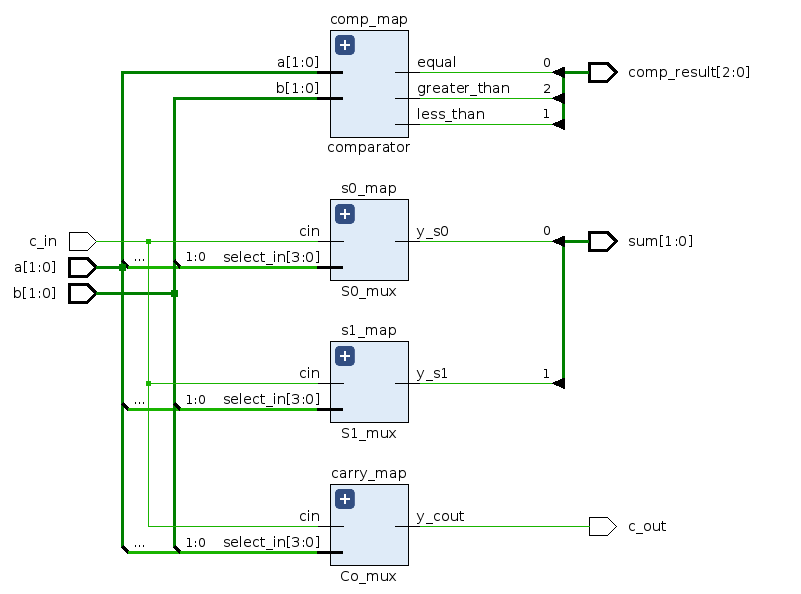 comp_map
a[1:0]
b[1:0]
equal
greater_than
less_than
0
2
1
comp_result[2:0]
comparator
s0_map
c_in
a[1:0]
b[1:0]
cin
... 1:0 select_in[3:0]
y_s0
0
sum[1:0]
S0_mux
s1_map
cin
... 1:0 select_in[3:0]
y_s1
1
S1_mux
carry_map
cin
... 1:0 select_in[3:0]
y_cout
c_out
Co_mux